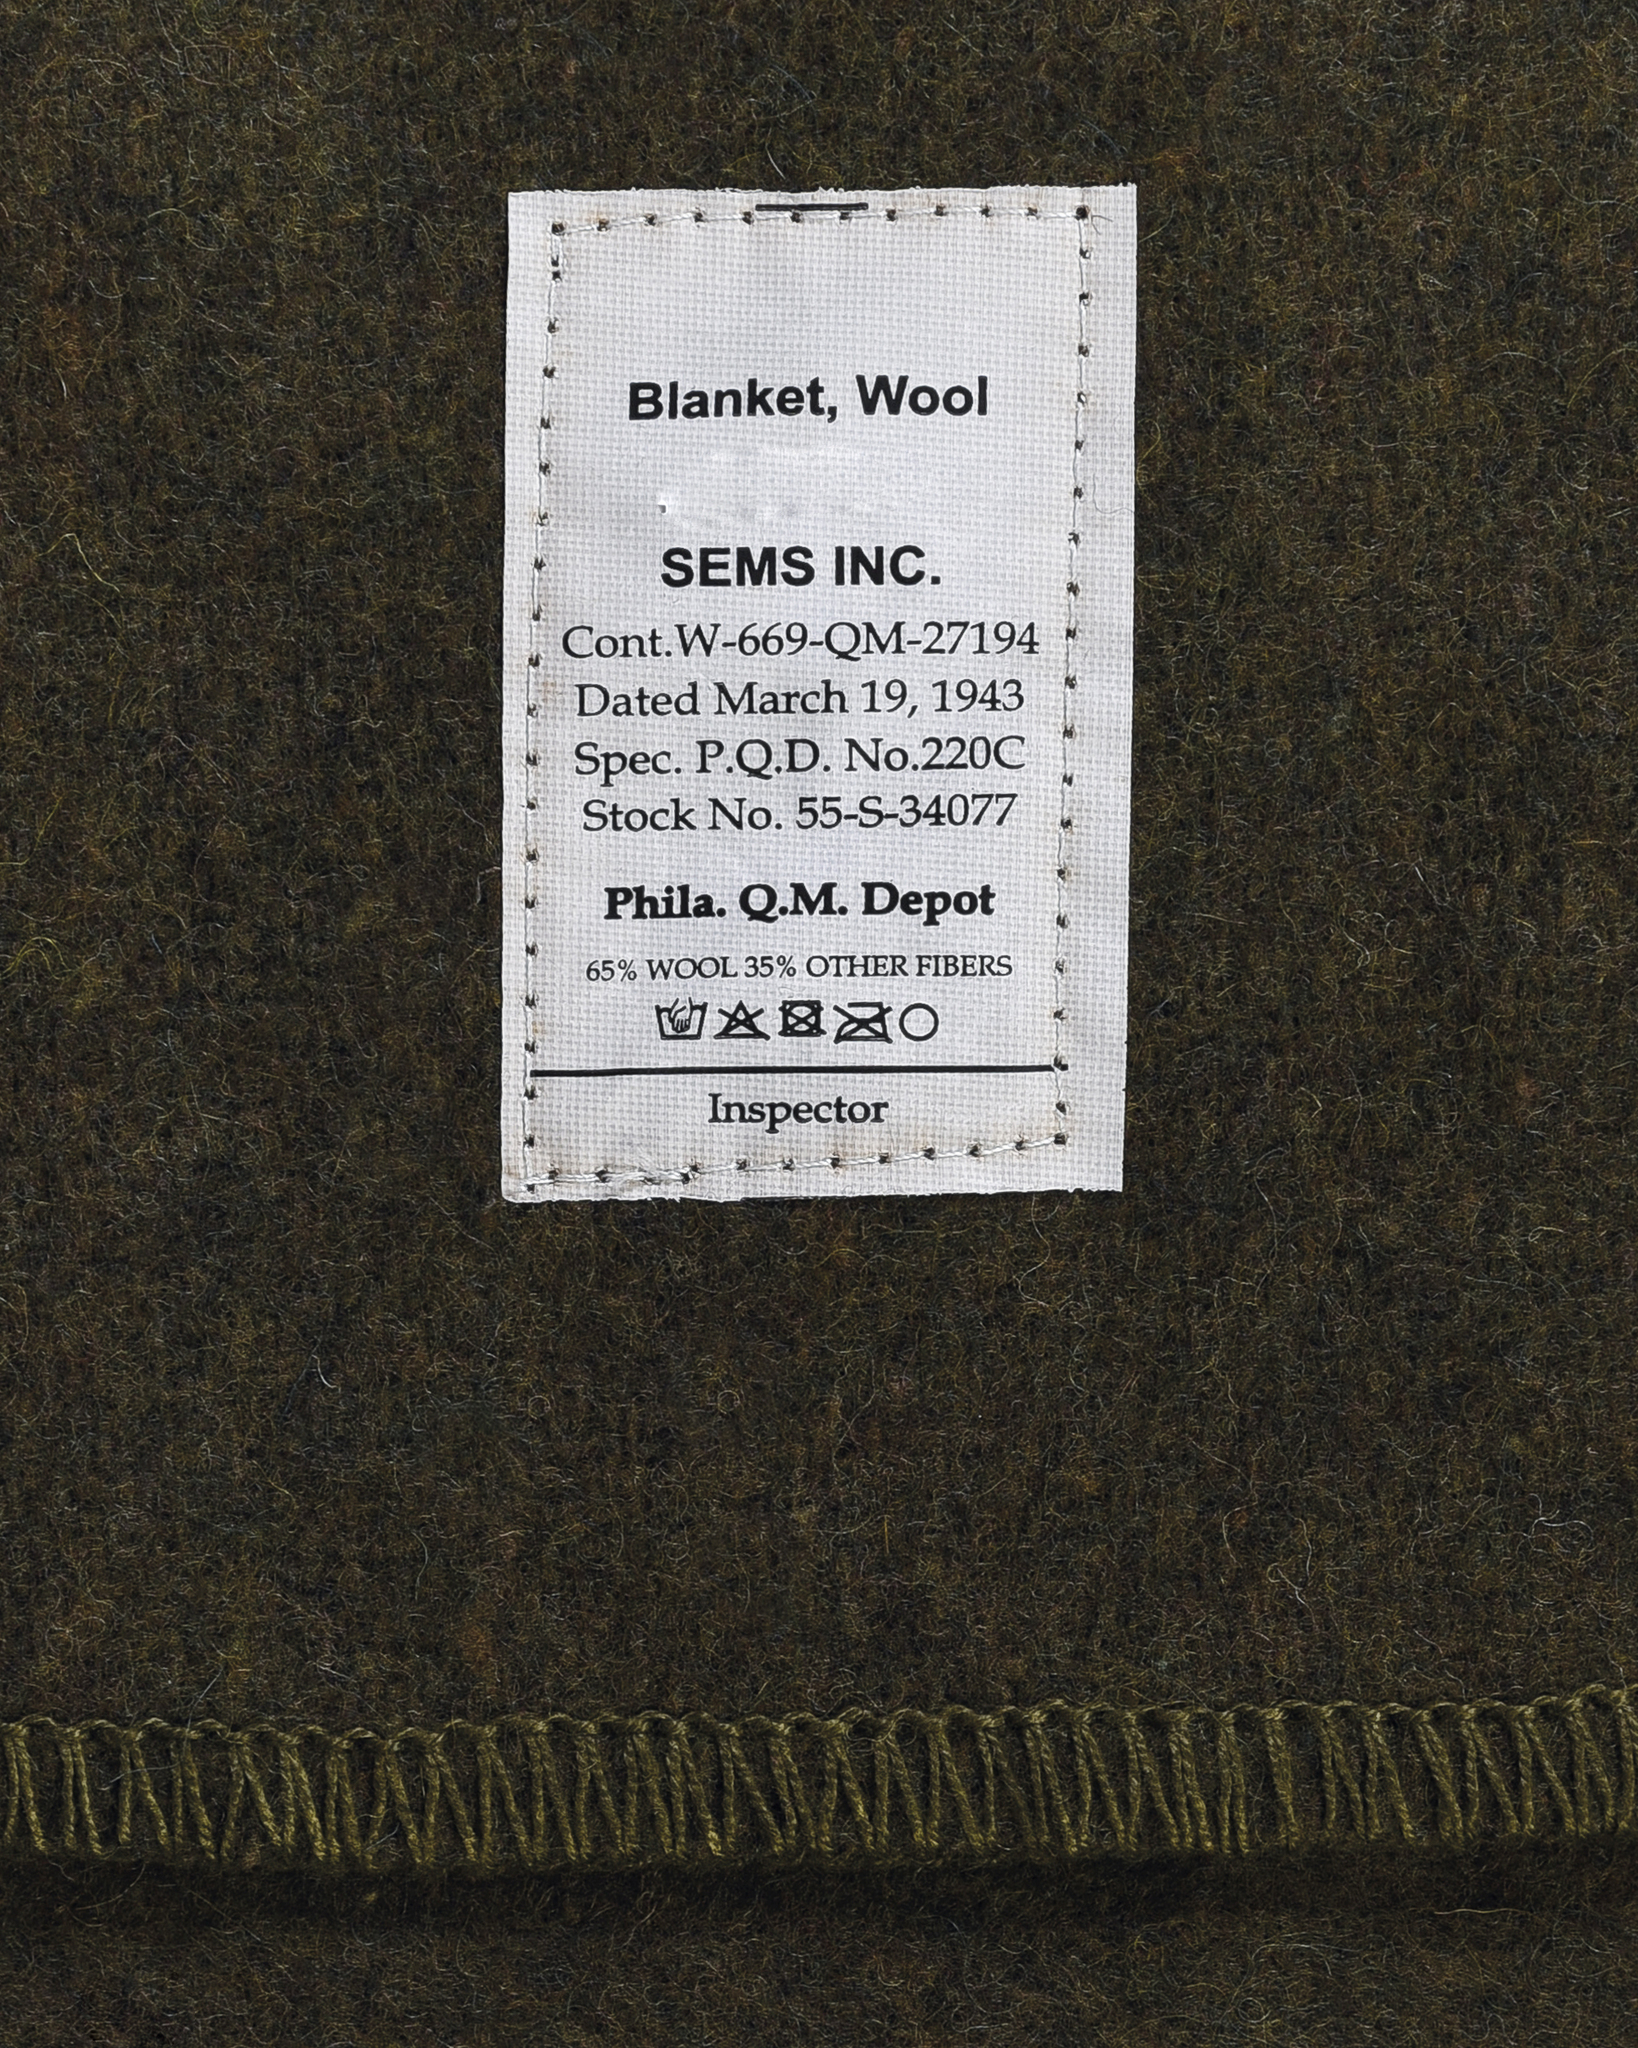 Blanket, Wool
SEMS INC.
Cont.W-669-QM-27194
Dated March 19, 1943
Spec. P.Q.D. No.220C
Stock No. 55-S-34077
Phila. Q.M. Depot
65% WOOL 35% OTHER FIBERS
Inspector